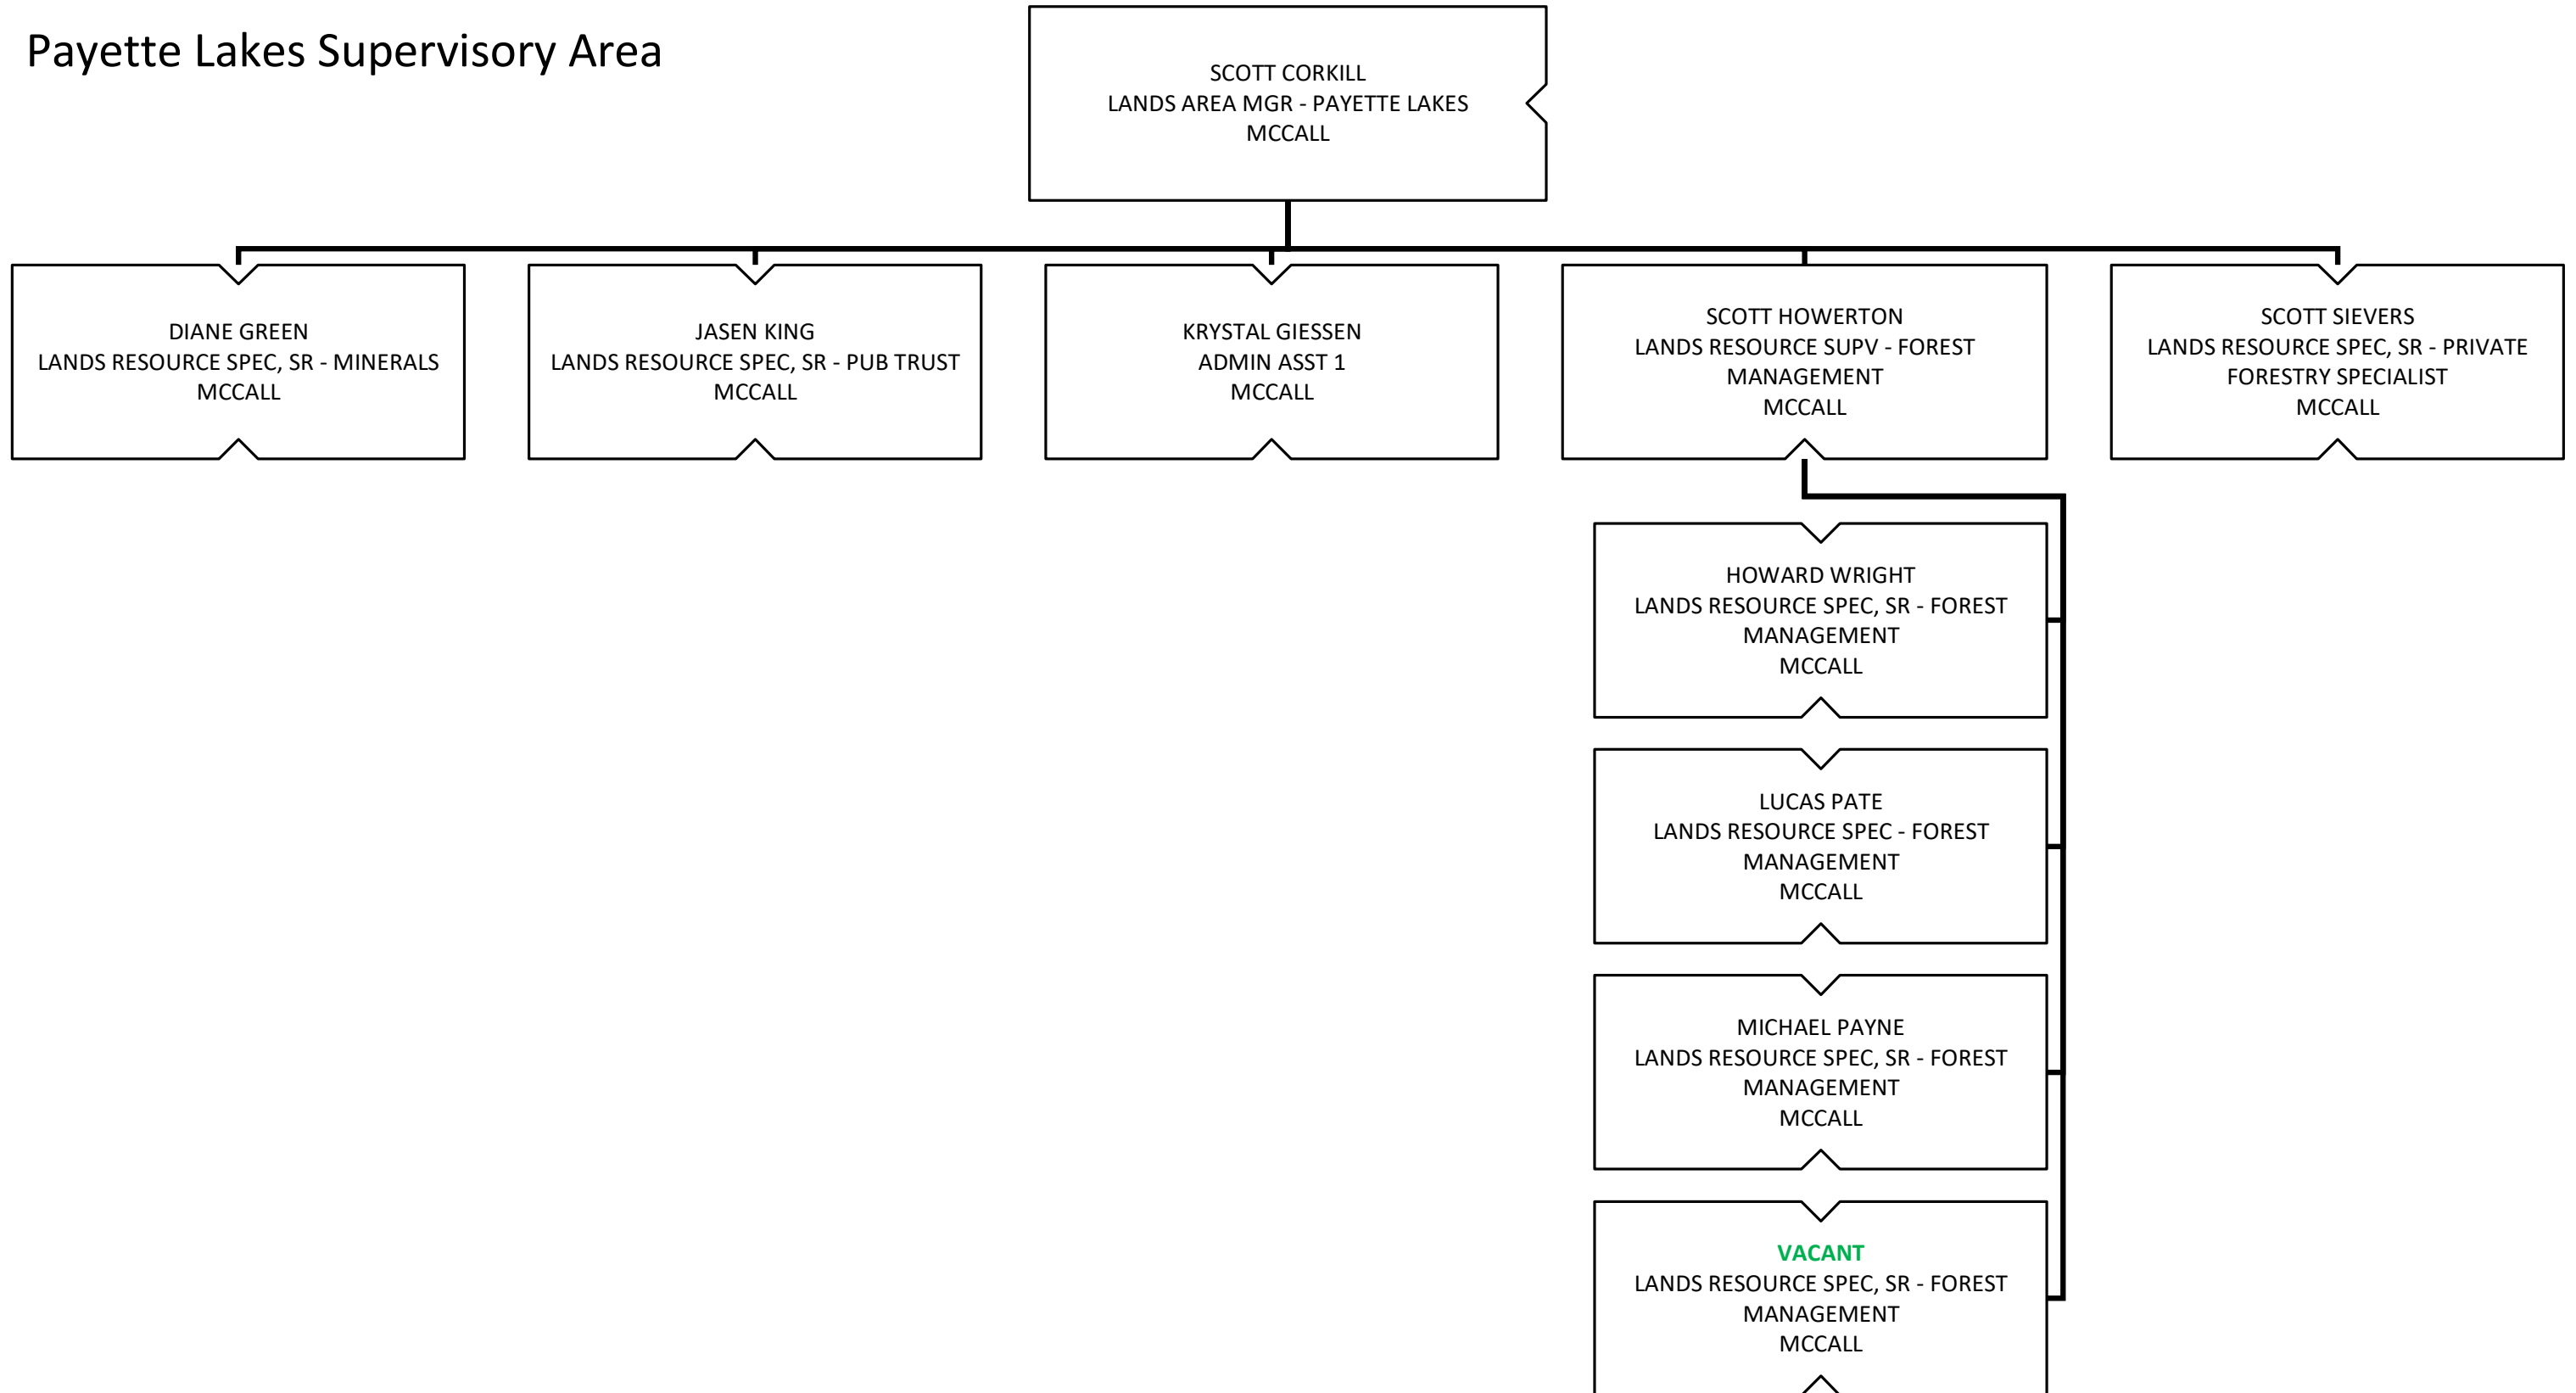 Payette Lakes Supervisory Area
SCOTT CORKILL
LANDS AREA MGR - PAYETTE LAKES
MCCALL
DIANE GREEN
LANDS RESOURCE SPEC, SR - MINERALS
MCCALL
JASEN KING
LANDS RESOURCE SPEC, SR - PUB TRUST
MCCALL
KRYSTAL GIESSEN
ADMIN ASST 1
MCCALL
SCOTT HOWERTON
LANDS RESOURCE SUPV - FOREST
MANAGEMENT
MCCALL
SCOTT SIEVERS
LANDS RESOURCE SPEC, SR - PRIVATE
FORESTRY SPECIALIST
MCCALL
HOWARD WRIGHT
LANDS RESOURCE SPEC, SR - FOREST
MANAGEMENT
MCCALL
LUCAS PATE
LANDS RESOURCE SPEC - FOREST
MANAGEMENT
MCCALL
MICHAEL PAYNE
LANDS RESOURCE SPEC, SR - FOREST
MANAGEMENT
MCCALL
VACANT
LANDS RESOURCE SPEC, SR - FOREST
MANAGEMENT
MCCALL